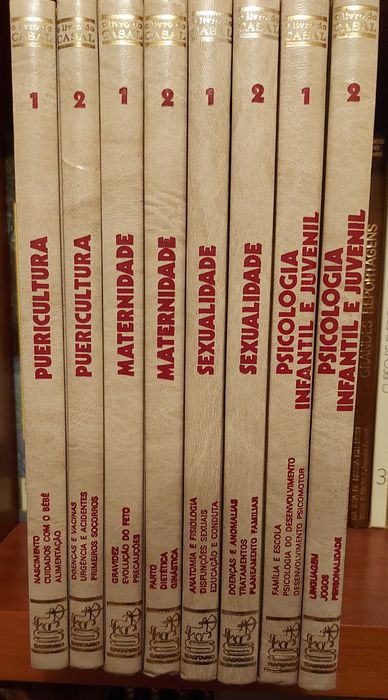 o livro do
CASAL
1
PUERICULTURA
NASCIMENTO
CUIDADOS COM O BÉBÉ
ALIMENTAÇÃO
o livro do
CASAL
2
PUERICULTURA
DOENÇAS E VACINAS
URGÊNCIA E ACIDENTES
PRIMEIROS SOCORROS
o livro do
CASAL
1
MATERNIDADE
GRAVIDEZ
EVOLUÇÃO DO FETO
PRECAUÇÕES
o livro do
CASAL
2
MATERNIDADE
PARTO
DIETÉTICA
GINÁSTICA
o livro do
CASAL
1
SEXUALIDADE
ANATOMIA E FISIOLOGIA
DISFUNÇÕES SEXUAIS
EDUCAÇÃO E CONDUTA
o livro do
CASAL
2
SEXUALIDADE
DOENÇAS E ANOMALIAS
TRATAMENTOS
PLANEAMENTO FAMILIAR
o livro do
CASAL
1
PSICOLOGIA
INFANTIL E JUVENIL
FAMÍLIA E ESCOLA
PSICOLOGIA DO DESENVOLVIMENTO
DESENVOLVIMENTO PSICOMOTOR
o livro do
CASAL
2
PSICOLOGIA
INFANTIL E JUVENIL
LINGUAGEM
JOGOS
PERSONALIDADE
GRANDES REPORTAGENS
3